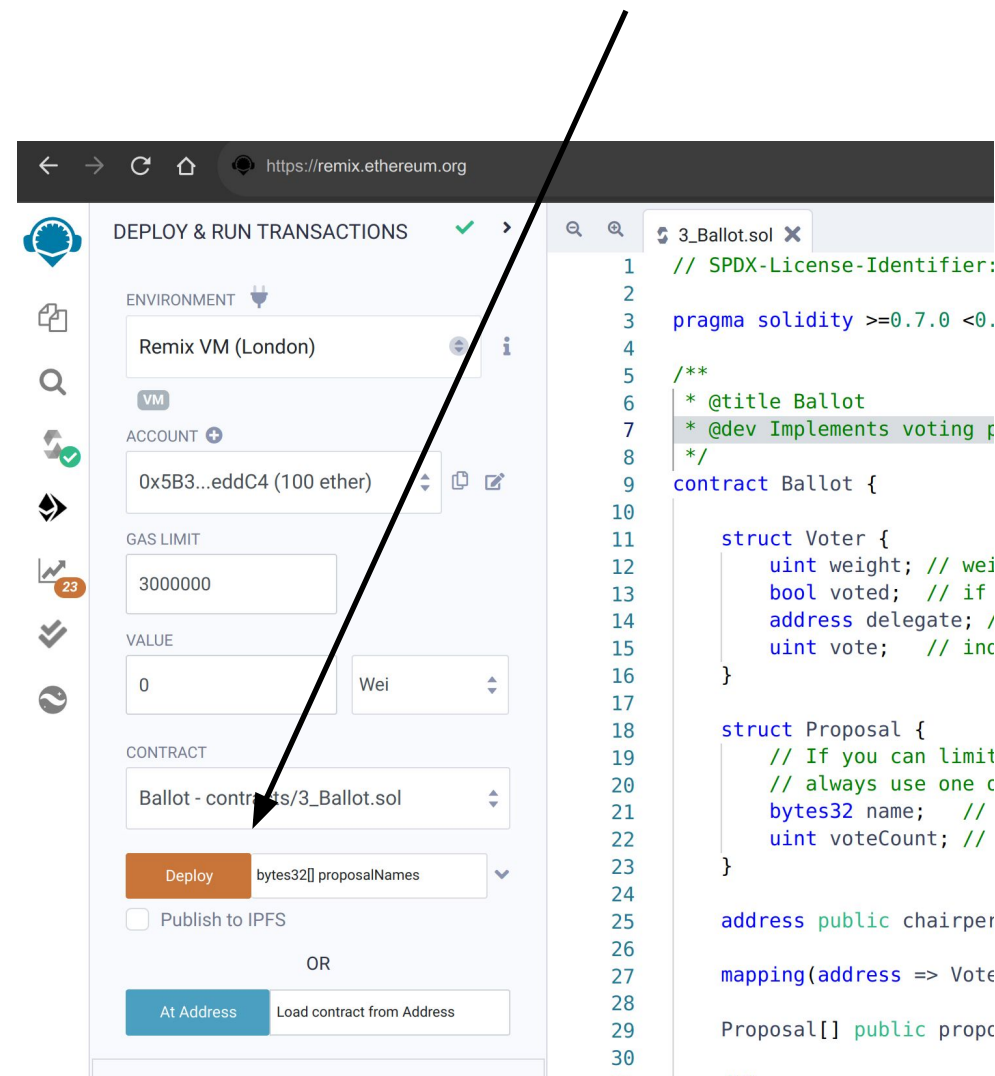 https://remix.ethereum.org
DEPLOY & RUN TRANSACTIONS
ENVIRONMENT
Remix VM (London)
VM
ACCOUNT
0x5B3...eddC4 (100 ether)
GAS LIMIT
3000000
23
VALUE
0
Wei
CONTRACT
Ballot - contracts/3_Ballot.sol
Deploy
bytes32[] proposalNames
Publish to IPFS
OR
At Address
Load contract from Address
3_Ballot.sol
1 // SPDX-License-Identifier:
2
3 pragma solidity >=0.7.0 <0.
4
5 /**
6 * @title Ballot
7 * @dev Implements voting p
8 */
9 contract Ballot {
10
11 struct Voter {
12 uint weight; // wei
13 bool voted; // if
14 address delegate; /
15 uint vote; // ind
16 }
17
18 struct Proposal {
19 // If you can limit
20 // always use one o
21 bytes32 name; //
22 uint voteCount; //
23 }
24
25 address public chairper
26
27 mapping(address => Vote
28
29 Proposal[] public propo
30